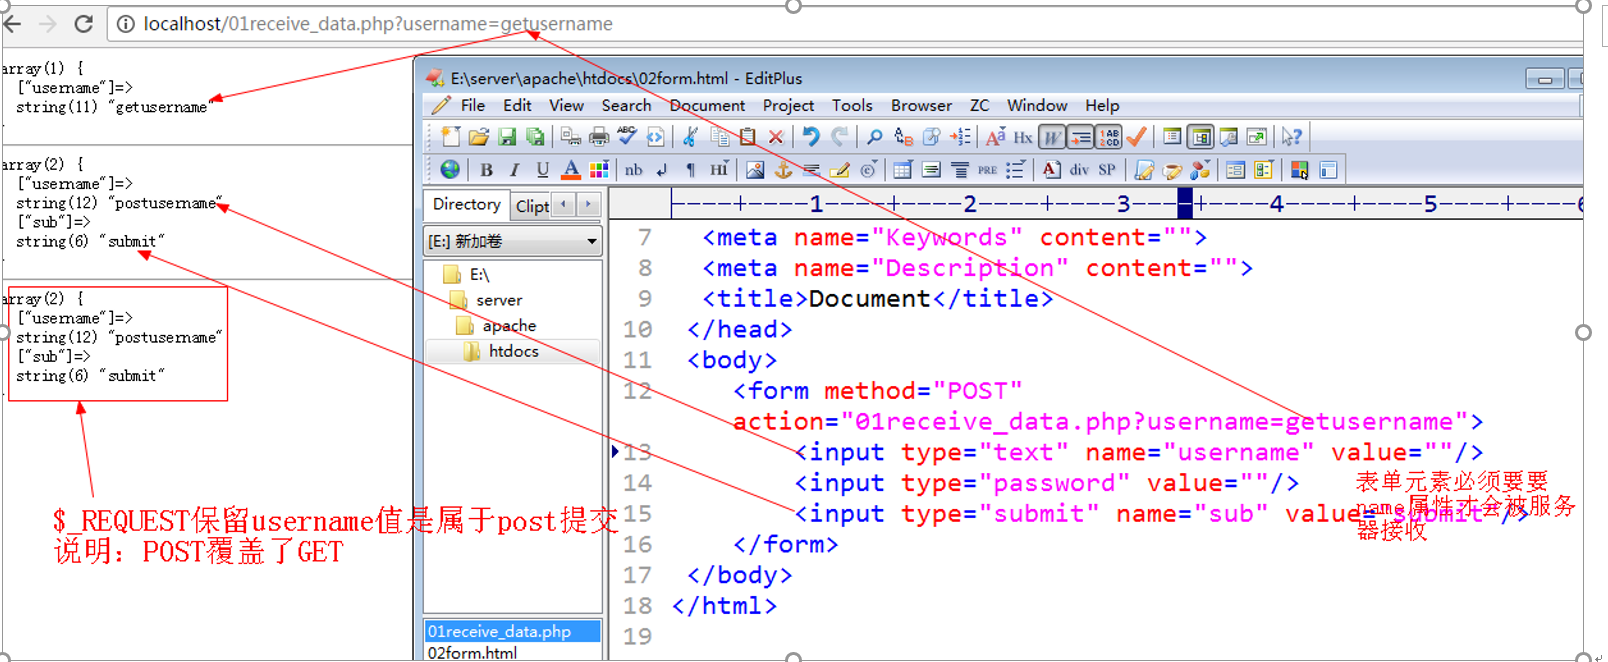 localhost/01receive_data.php?username=getusername
array(1) {
["username"]=>
string(11) "getusername"
array(2) {
["username"]=>
string(12) "postusername"
["sub"]=>
string(6) "submit"
array(2) {
["username"]=>
string(12) "postusername"
["sub"]=>
string(6) "submit"
$_REQUEST保留username值是属于post提交
说明：POST覆盖了GET
E:\server\apache\htdocs\02form.html - EditPlus
File Edit View Search Document Project Tools Browser ZC Window Help
B I U A nb HI PRE A div SP
Directory Clipt
[E:] 新加卷
E:\
server
apache
htdocs
01receive_data.php
02form.html
----+----1----+----2----+----3----+----4----+----5----+----6
7 <meta name="Keywords" content="">
8 <meta name="Description" content="">
9 <title>Document</title>
10 </head>
11 <body>
12 <form method="POST"
action="01receive_data.php?username=getusername">
13 <input type="text" name="username" value=""/>
14 <input type="password" value=""/>
15 <input type="submit" name="sub" value="submit"/>
16 </form>
17 </body>
18 </html>
19
表单元素必须要要
name属性才会被服务
器接收